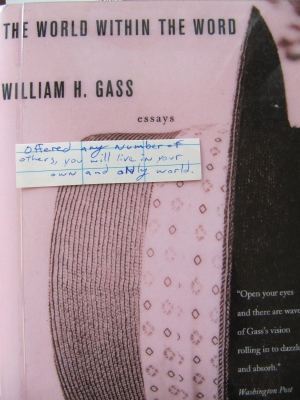 THE WORLD WITHIN THE WORD
WILLIAM H. GASS
essays
Offered any number of
others, you will live in your
own and only world.
"Open your eyes
and there are wave
of Gass's vision
rolling in to dazzle
and absorb."
Washington Post